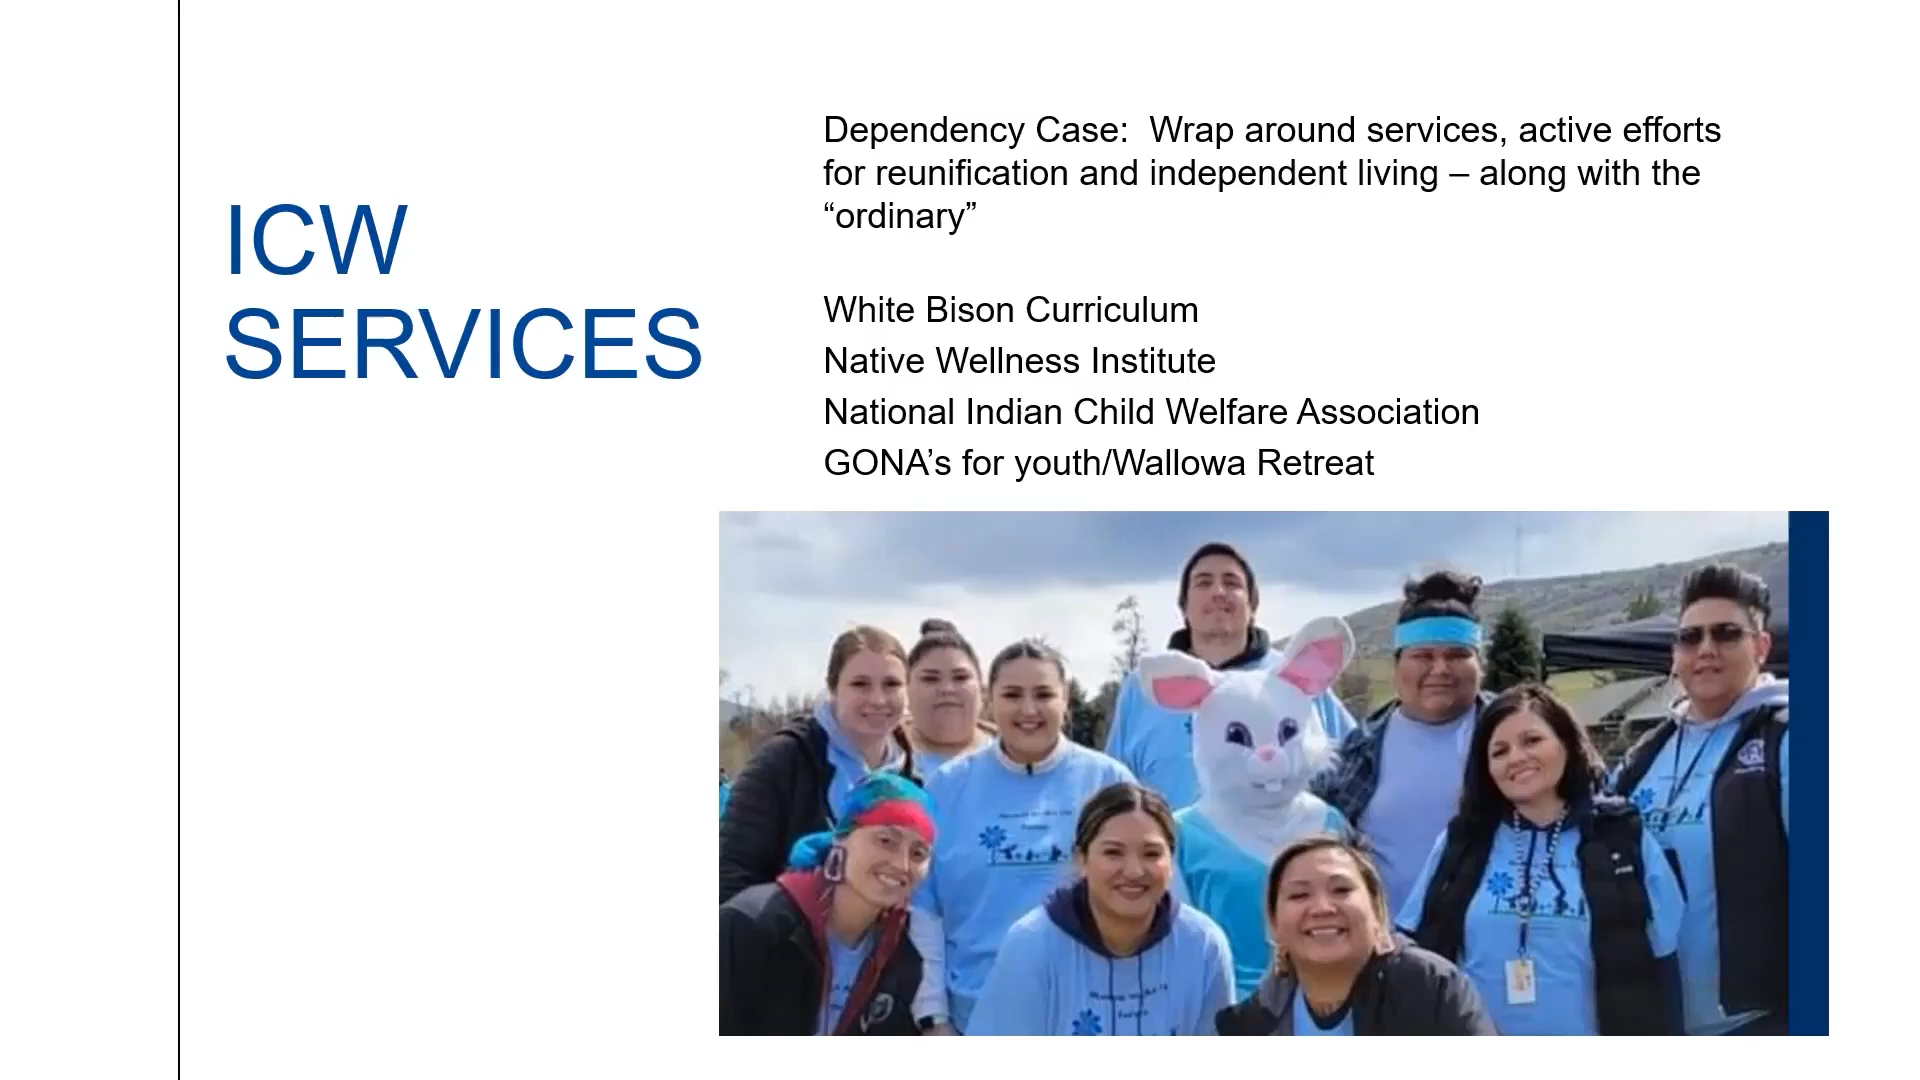 ICW
SERVICES
Dependency Case:  Wrap around services, active efforts
for reunification and independent living – along with the
“ordinary”
White Bison Curriculum
Native Wellness Institute
National Indian Child Welfare Association
GONA’s for youth/Wallowa Retreat